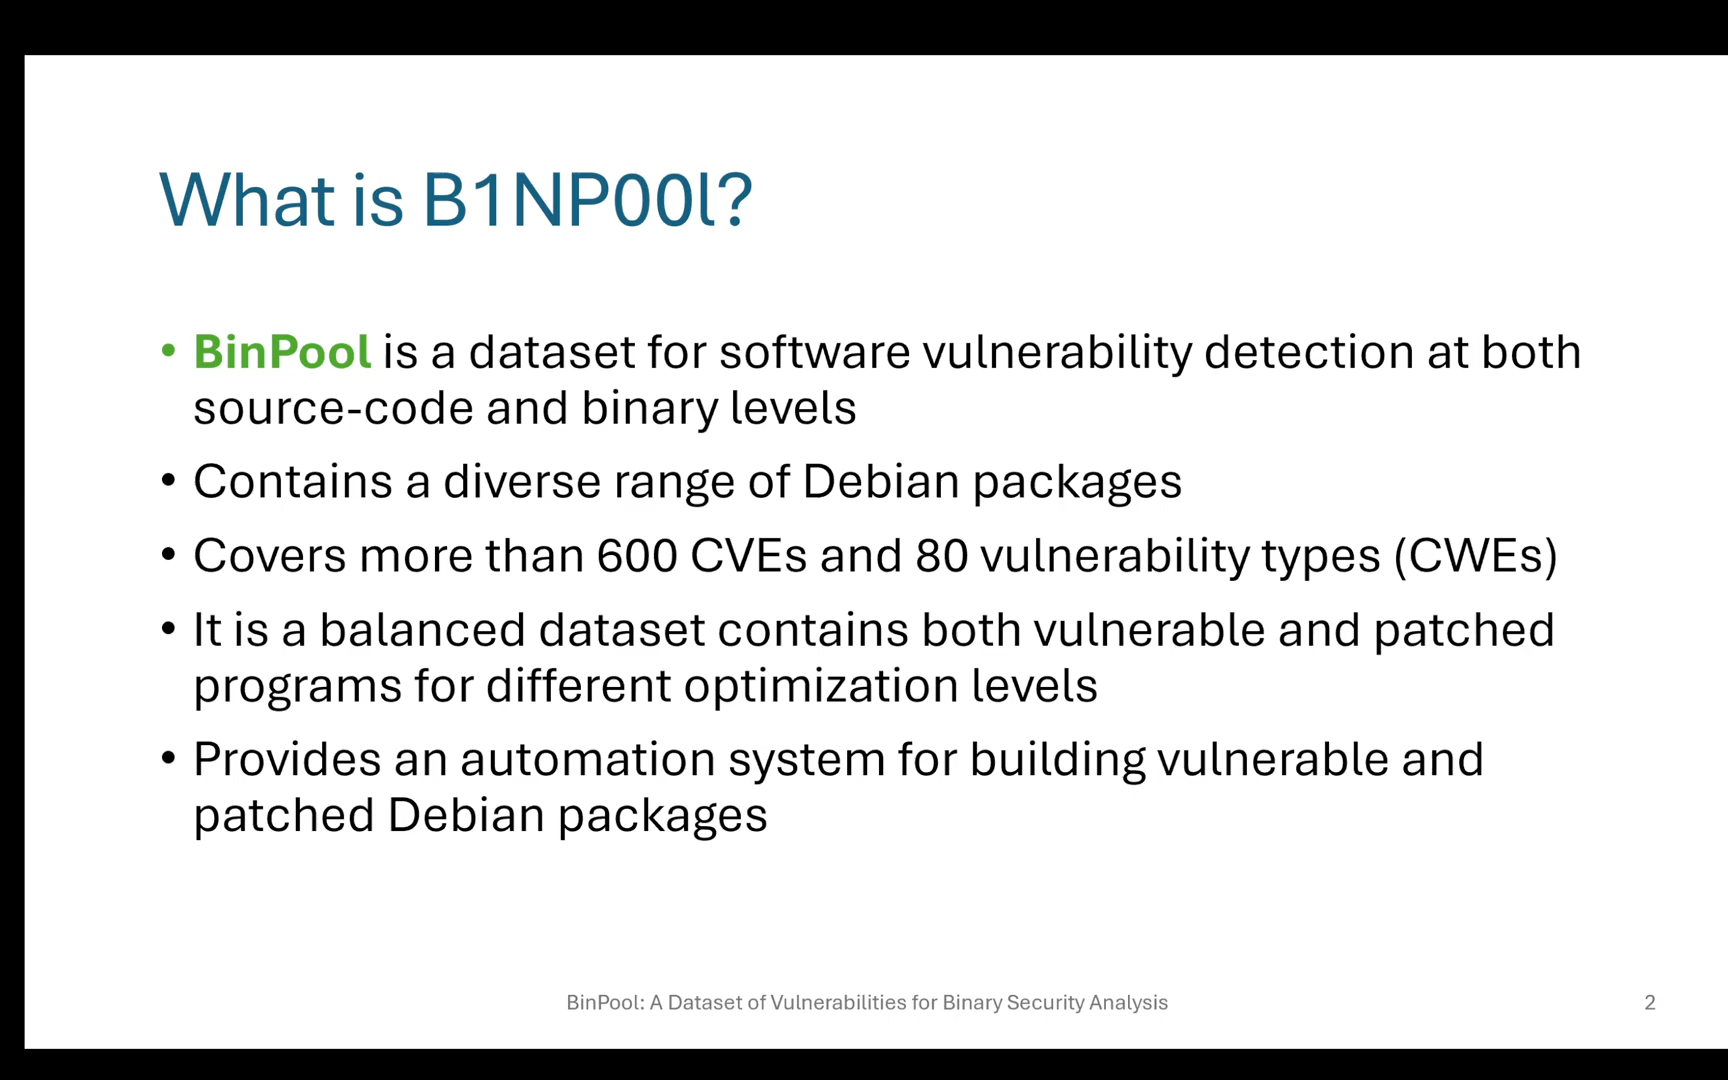 What is B1NP00l?
• BinPool is a dataset for software vulnerability detection at both
source-code and binary levels
• Contains a diverse range of Debian packages
• Covers more than 600 CVEs and 80 vulnerability types (CWEs)
• It is a balanced dataset contains both vulnerable and patched
programs for different optimization levels
• Provides an automation system for building vulnerable and
patched Debian packages
BinPool: A Dataset of Vulnerabilities for Binary Security Analysis
2